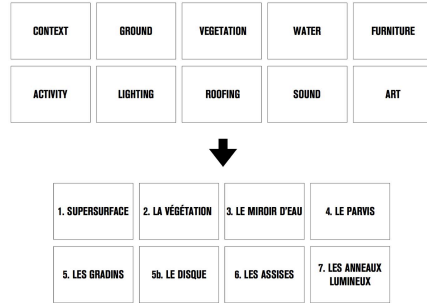 CONTEXT
GROUND
VEGETATION
WATER
FURNITURE
ACTIVITY
LIGHTING
ROOFING
SOUND
ART
1. SUPERSURFACE
2. LA VÉGÉTATION
3. LE MIROIR D'EAU
4. LE PARVIS
5. LES GRADINS
5b. LE DISQUE
6. LES ASSISES
7. LES ANNEAUX
LUMINEUX